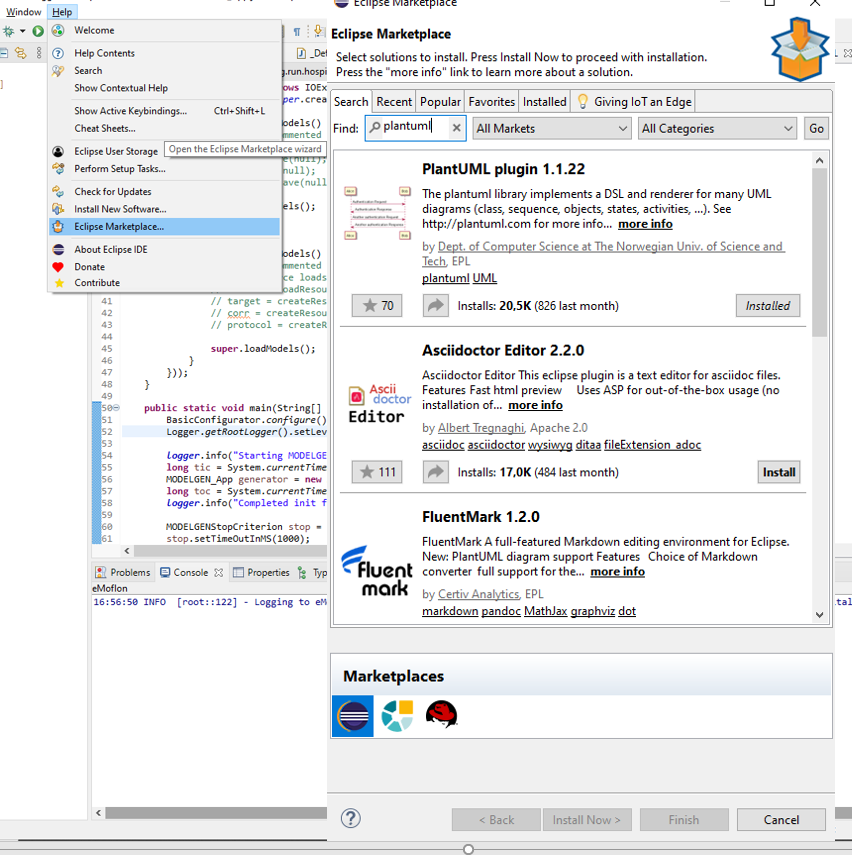 Window Help
Welcome
Help Contents
Search
Show Contextual Help
Show Active Keybindings... Ctrl+Shift+L
Cheat Sheets...
Eclipse User Storage
Open the Eclipse Marketplace wizard
Perform Setup Tasks...
Check for Updates
Install New Software...
Eclipse Marketplace...
About Eclipse IDE
Donate
Contribute
41 // target = createRes
42 // corr = createResou
43 // protocol = createR
44
45 super.loadModels();
46 }
47 }));
48 }
49
50 public static void main(String[]
51 BasicConfigurator.configure()
52 Logger.getRootLogger().setLev
53
54 logger.info("Starting MODELGE
55 long tic = System.currentTime
56 MODELGEN_App generator = new
57 long toc = System.currentTime
58 logger.info("Completed init f
59
60 MODELGENStopCriterion stop =
61 stop.setTimeOutInMS(1000);
Problems Console Properties Typ
eMoflon
16:56:50 INFO [root::122] - Logging to eM
Eclipse Marketplace
Eclipse Marketplace
Select solutions to install. Press Install Now to proceed with installation.
Press the "more info" link to learn more about a solution.
Search Recent Popular Favorites Installed Giving IoT an Edge
Find: plantuml All Markets All Categories Go
PlantUML plugin 1.1.22
The plantuml library implements a DSL and renderer for many UML
diagrams (class, sequence, objects, states, activities, ...). See
http://plantuml.com for more info... more info
by Dept. of Computer Science at The Norwegian Univ. of Science and
Tech, EPL
plantuml UML
70 Installs: 20,5K (826 last month) Installed
Asciidoctor Editor 2.2.0
Ascii
doctor
Editor
Asciidoctor Editor This eclipse plugin is a text editor for asciidoc files.
Features Fast html preview Uses ASP for out-of-the-box usage (no
installation of... more info
by Albert Tregnaghi, Apache 2.0
asciidoc asciidoctor wysiwyg ditaa fileExtension_adoc
111 Installs: 17,0K (484 last month) Install
FluentMark 1.2.0
Fluent
mark
FluentMark A full-featured Markdown editing environment for Eclipse.
New: PlantUML diagram support Features Choice of Markdown
converter full support for the... more info
by Certiv Analytics, EPL
markdown pandoc MathJax graphviz dot
Marketplaces
< Back Install Now > Finish Cancel